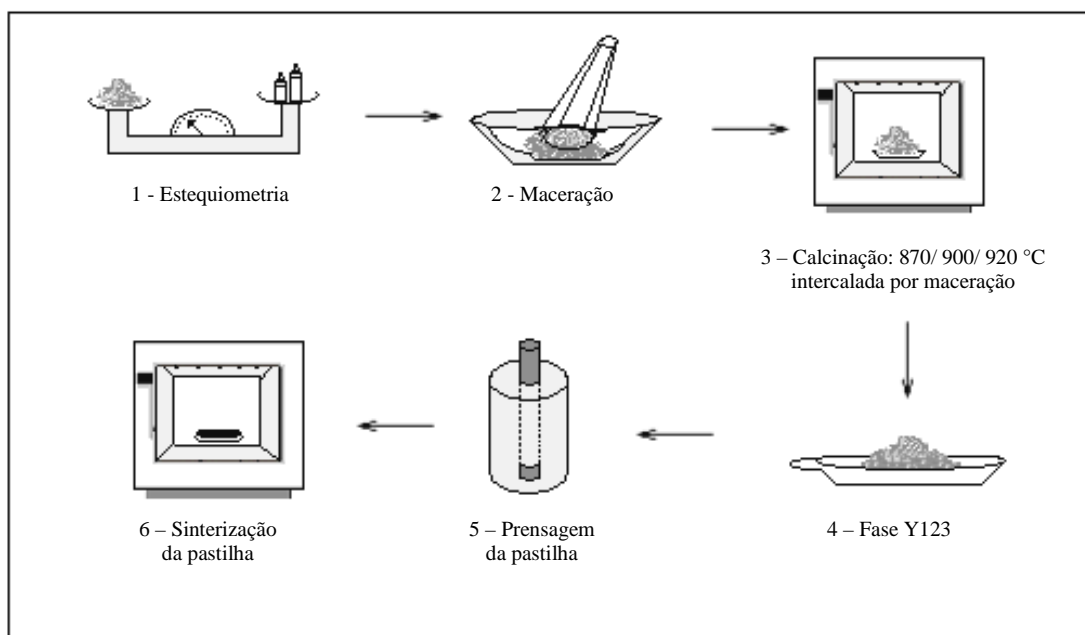 1 - Estequiometria
2 - Maceração
3 – Calcinação: 870/ 900/ 920 °C
intercalada por maceração
4 – Fase Y123
5 – Prensagem
da pastilha
6 – Sinterização
da pastilha